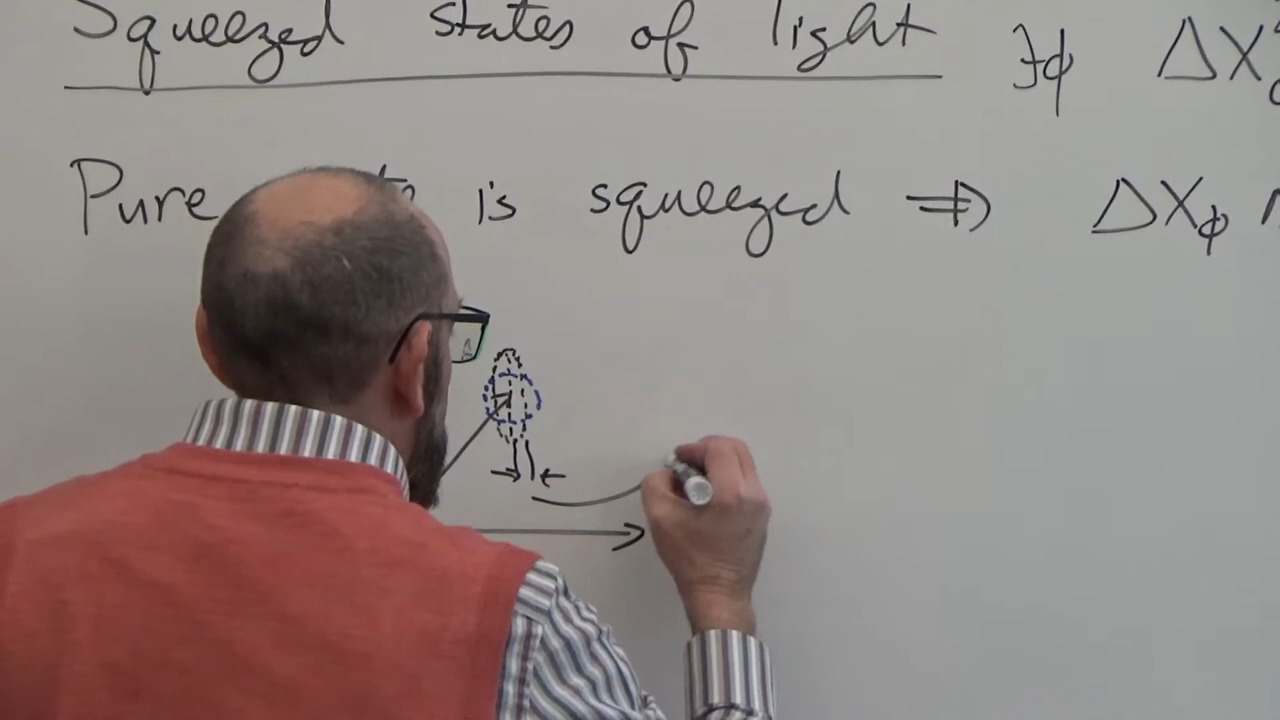 Squeezed states of light ∃ϕ ΔX
Pure is squeezed ⇒ ΔXϕ